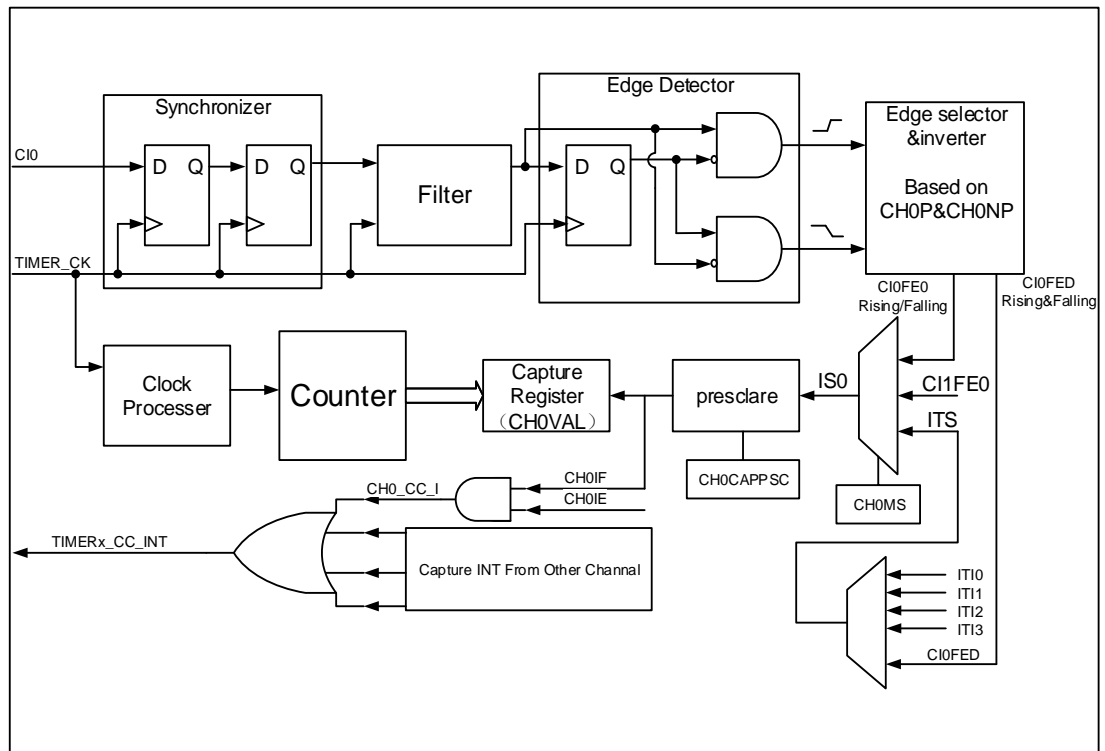 Synchronizer
Edge Detector
Edge selector
&inverter
Based on
CH0P&CH0NP
CI0
D Q
D Q
Filter
D Q
TIMER_CK
CI0FE0
Rising/Falling
CI0FED
Rising&Falling
Clock
Processer
Counter
Capture
Register
（CH0VAL）
presclare
IS0
CI1FE0
ITS
CH0CAPPSC
CH0MS
CH0_CC_I
CH0IF
CH0IE
TIMERx_CC_INT
Capture INT From Other Channel
ITI0
ITI1
ITI2
ITI3
CI0FED